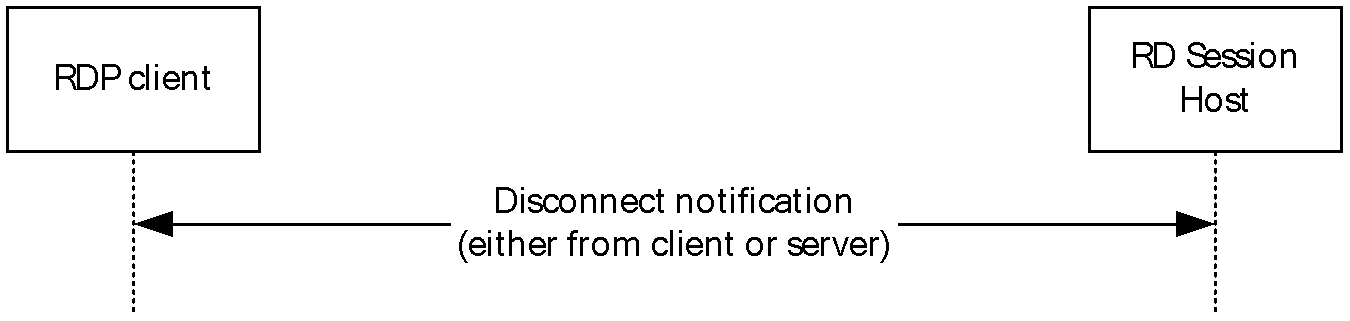 RDP client
RD Session
Host
Disconnect notification
(either from client or server)